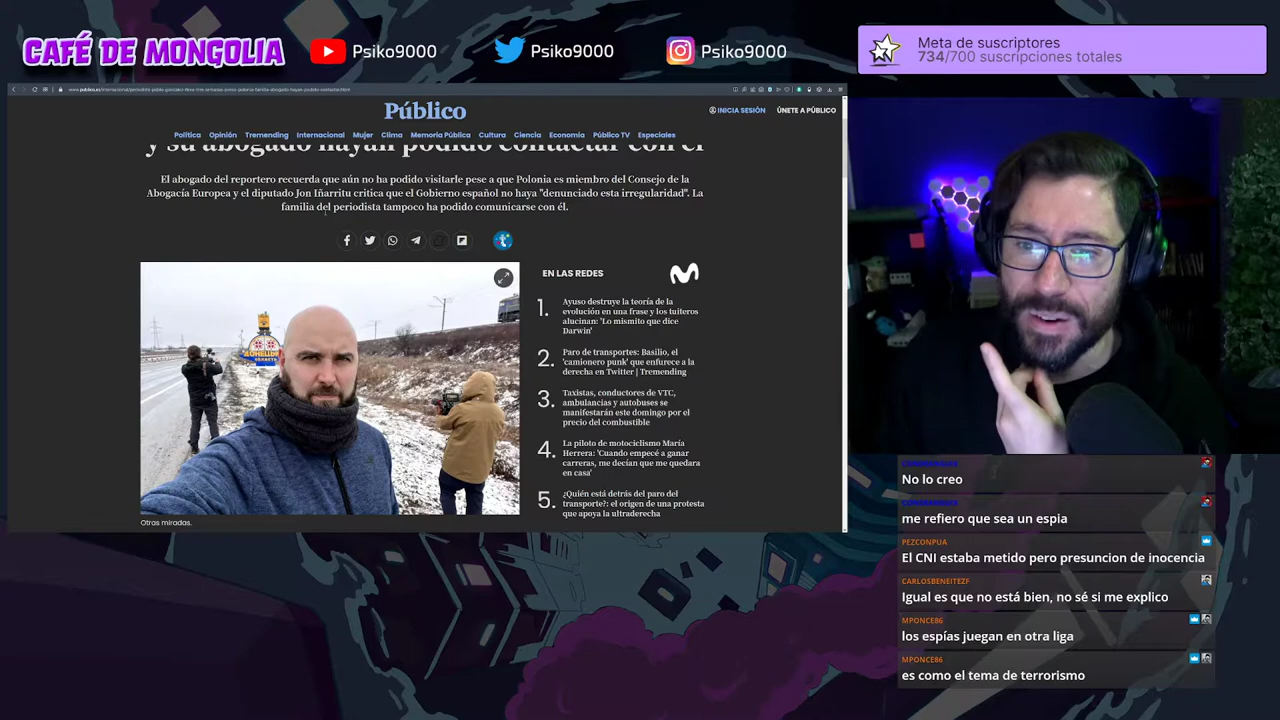 CAFÉ DE MONGOLIA
Psiko9000
Psiko9000
Psiko9000
Meta de suscriptores
734/700 suscripciones totales
Público
INICIA SESIÓN
ÚNETE A PÚBLICO
Política Opinión Tremending Internacional Mujer Clima Memoria Pública Cultura Ciencia Economía Público TV Especiales
y su abogado hayan podido contactar con él
El abogado del reportero recuerda que aún no ha podido visitarle pese a que Polonia es miembro del Consejo de la
Abogacía Europea y el diputado Jon Iñarritu critica que el Gobierno español no haya "denunciado esta irregularidad". La
familia del periodista tampoco ha podido comunicarse con él.
EN LAS REDES
1. Ayuso destruye la teoría de la
evolución en una frase y los tuiteros
alucinan: 'Lo mismito que dice
Darwin'
2. Paro de transportes: Basilio, el
'camionero punk' que enfurece a la
derecha en Twitter | Tremending
3. Taxistas, conductores de VTC,
ambulancias y autobuses se
manifestarán este domingo por el
precio del combustible
4. La piloto de motociclismo María
Herrera: 'Cuando empecé a ganar
carreras, me decían que me quedara
en casa'
5. ¿Quién está detrás del paro del
transporte?: el origen de una protesta
que apoya la ultraderecha
ДОНЕЦЬКА
ОБЛАСТЬ
Otras miradas.
No lo creo
me refiero que sea un espia
PEZCONPUA
El CNI estaba metido pero presuncion de inocencia
CARLOSBENEITEZF
Igual es que no está bien, no sé si me explico
MPONCE86
los espías juegan en otra liga
MPONCE86
es como el tema de terrorismo